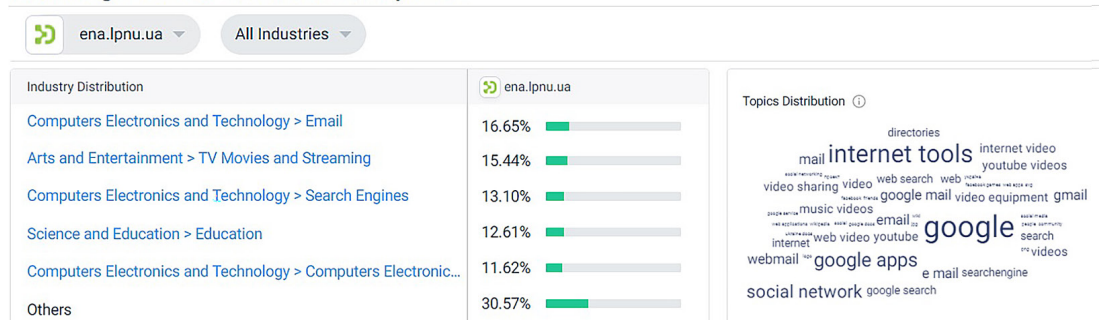 ena.lpnu.ua
All Industries
Industry Distribution
ena.lpnu.ua
Computers Electronics and Technology > Email
16.65%
Arts and Entertainment > TV Movies and Streaming
15.44%
Computers Electronics and Technology > Search Engines
13.10%
Science and Education > Education
12.61%
Computers Electronics and Technology > Computers Electronic...
11.62%
Others
30.57%
Topics Distribution
directories
mail internet tools internet video
youtube videos
video sharing video web search web
google mail video equipment gmail
music videos
email
internet web video youtube google search
videos
webmail google apps
e mail searchengine
social network google search